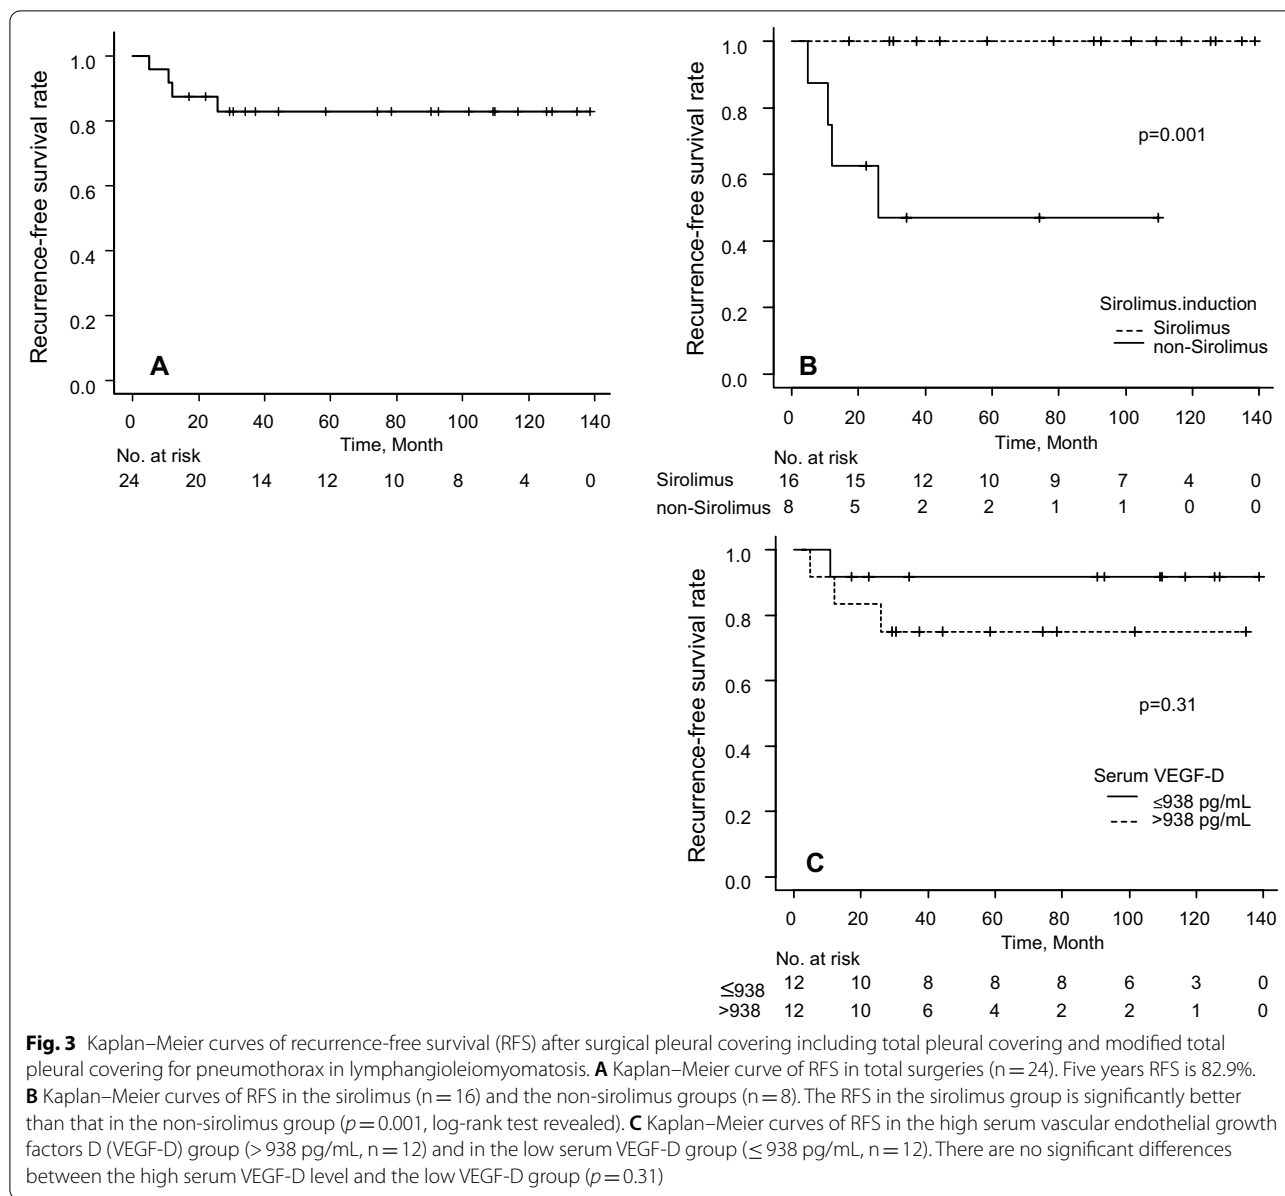 Recurrence-free survival rate
1.0
0.8
0.6
0.4
0.2
0.0
A
0 20 40 60 80 100 120 140
Time, Month
No. at risk
24 20 14 12 10 8 4 0
Recurrence-free survival rate
1.0
0.8
0.6
0.4
0.2
0.0
p=0.001
Sirolimus.induction
Sirolimus
non-Sirolimus
B
0 20 40 60 80 100 120 140
Time, Month
No. at risk
Sirolimus 16 15 12 10 9 7 4 0
non-Sirolimus 8 5 2 2 1 1 0 0
Recurrence-free survival rate
1.0
0.8
0.6
0.4
0.2
0.0
p=0.31
Serum VEGF-D
≤938 pg/mL
>938 pg/mL
C
0 20 40 60 80 100 120 140
Time, Month
No. at risk
≤938 12 10 8 8 8 6 3 0
>938 12 10 6 4 2 2 1 0
Fig. 3 Kaplan–Meier curves of recurrence-free survival (RFS) after surgical pleural covering including total pleural covering and modified total
pleural covering for pneumothorax in lymphangioleiomyomatosis. A Kaplan–Meier curve of RFS in total surgeries (n = 24). Five years RFS is 82.9%.
B Kaplan–Meier curves of RFS in the sirolimus (n = 16) and the non-sirolimus groups (n = 8). The RFS in the sirolimus group is significantly better
than that in the non-sirolimus group (p = 0.001, log-rank test revealed). C Kaplan–Meier curves of RFS in the high serum vascular endothelial growth
factors D (VEGF-D) group (> 938 pg/mL, n = 12) and in the low serum VEGF-D group (≤ 938 pg/mL, n = 12). There are no significant differences
between the high serum VEGF-D level and the low VEGF-D group (p = 0.31)